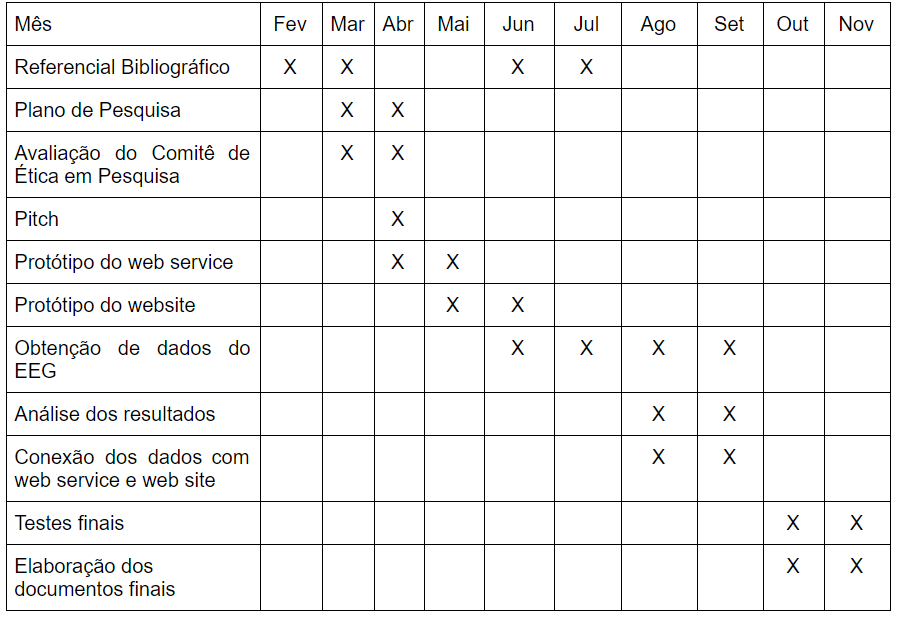 Mês Fev Mar Abr Mai Jun Jul Ago Set Out Nov
Referencial Bibliográfico X X X X
Plano de Pesquisa X X
Avaliação do Comitê de X X
Ética em Pesquisa
Pitch X
Protótipo do web service X X
Protótipo do website X X
Obtenção de dados do X X X X
EEG
Análise dos resultados X X
Conexão dos dados com X X
web service e web site
Testes finais X X
Elaboração dos X X
documentos finais